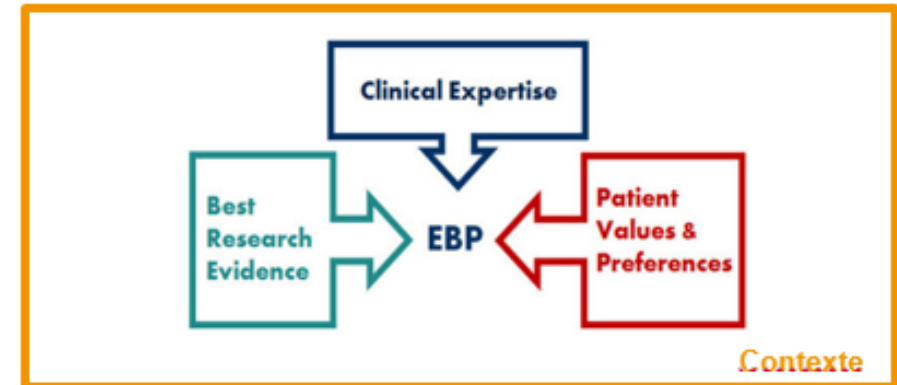 Clinical Expertise
Best
Research
Evidence
EBP
Patient
Values &
Preferences
Contexte